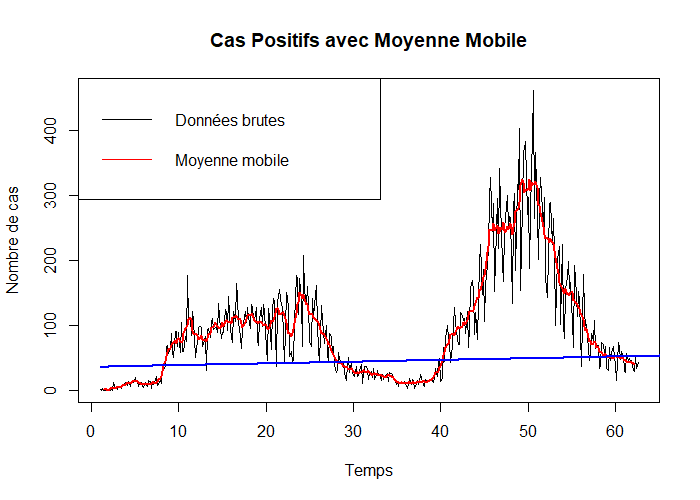 Cas Positifs avec Moyenne Mobile
Données brutes
Moyenne mobile
Nombre de cas
0
100
200
300
400
0
10
20
30
40
50
60
Temps